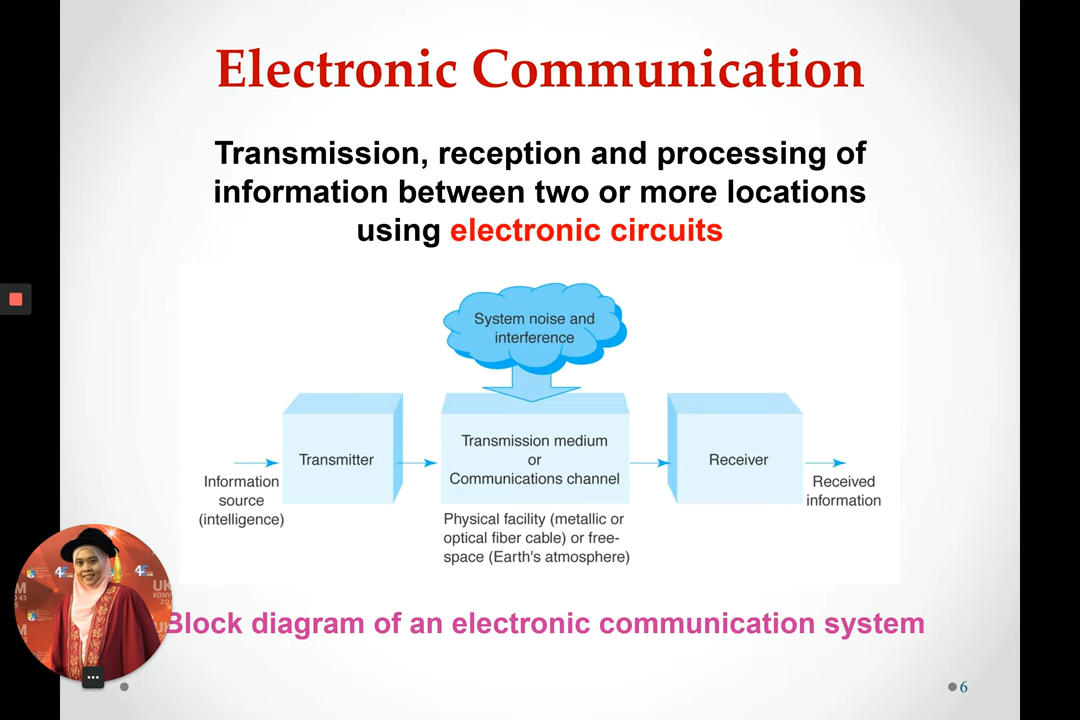 Electronic Communication
Transmission, reception and processing of
information between two or more locations
using electronic circuits
System noise and
interference
Transmitter
Transmission medium
or
Communications channel
Receiver
Information
source
(intelligence)
Received
information
Physical facility (metallic or
optical fiber cable) or free-
space (Earth's atmosphere)
Block diagram of an electronic communication system
6